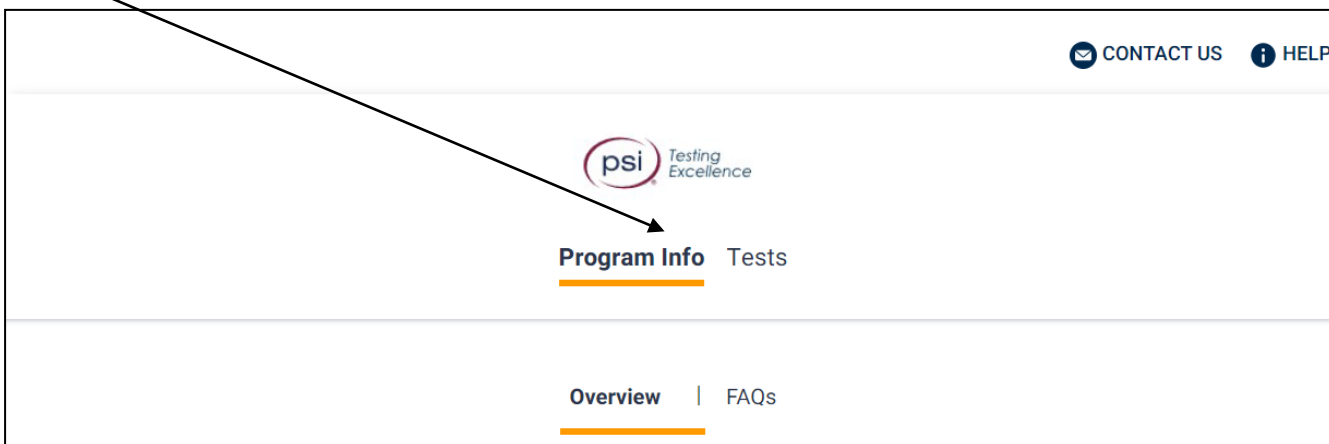 CONTACT US HELP
psi Testing
Excellence
Program Info Tests
Overview | FAQs